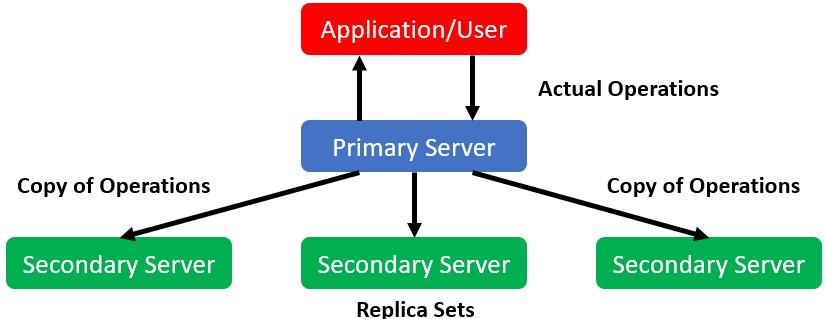 Application/User
Actual Operations
Primary Server
Copy of Operations
Copy of Operations
Secondary Server
Secondary Server
Secondary Server
Replica Sets